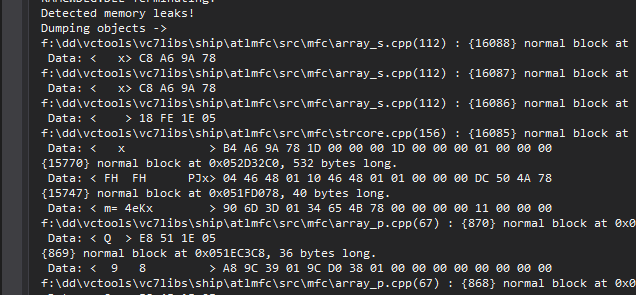 Detected memory leaks!
Dumping objects ->
f:\dd\vctools\vc7libs\ship\atlmfc\src\mfc\array_s.cpp(112) : {16088} normal block at
Data: <   x> C8 A6 9A 78
f:\dd\vctools\vc7libs\ship\atlmfc\src\mfc\array_s.cpp(112) : {16087} normal block at
Data: <   x> C8 A6 9A 78
f:\dd\vctools\vc7libs\ship\atlmfc\src\mfc\array_s.cpp(112) : {16086} normal block at
Data: <    > 18 FE 1E 05
f:\dd\vctools\vc7libs\ship\atlmfc\src\mfc\strcore.cpp(156) : {16085} normal block at
Data: <   x            > B4 A6 9A 78 1D 00 00 00 1D 00 00 00 01 00 00 00
{15770} normal block at 0x052D32C0, 532 bytes long.
Data: < FH  FH      PJx> 04 46 48 01 10 46 48 01 01 00 00 00 DC 50 4A 78
{15747} normal block at 0x051FD078, 40 bytes long.
Data: < m= 4eKx        > 90 6D 3D 01 34 65 4B 78 00 00 00 00 11 00 00 00
f:\dd\vctools\vc7libs\ship\atlmfc\src\mfc\array_p.cpp(67) : {870} normal block at 0x0
Data: < Q  > E8 51 1E 05
{869} normal block at 0x051EC3C8, 36 bytes long.
Data: <  9   8         > A8 9C 39 01 9C D0 38 01 00 00 00 00 00 00 00 00
f:\dd\vctools\vc7libs\ship\atlmfc\src\mfc\array_p.cpp(67) : {868} normal block at 0x0